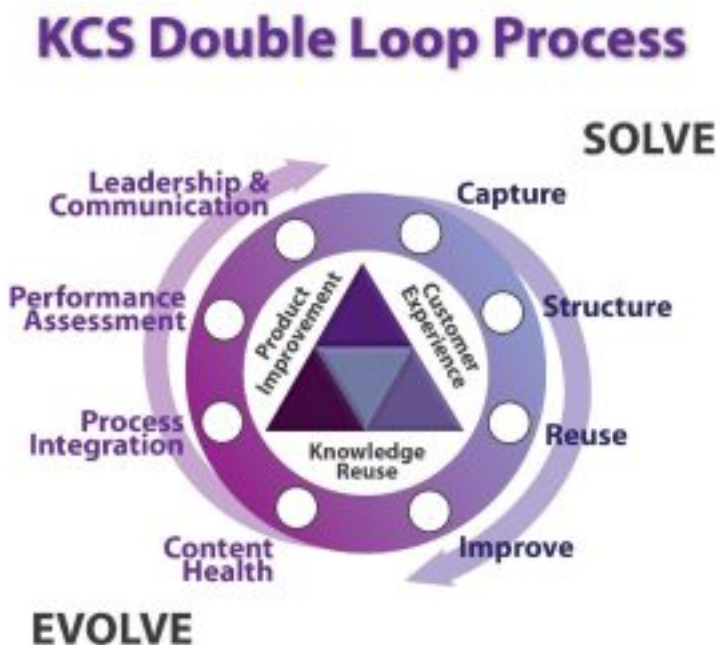 KCS Double Loop Process
SOLVE
Leadership &
Communication
Capture
Performance
Assessment
Structure
Product
Improvement
Customer
Experience
Process
Integration
Reuse
Knowledge
Reuse
Content
Health
Improve
EVOLVE